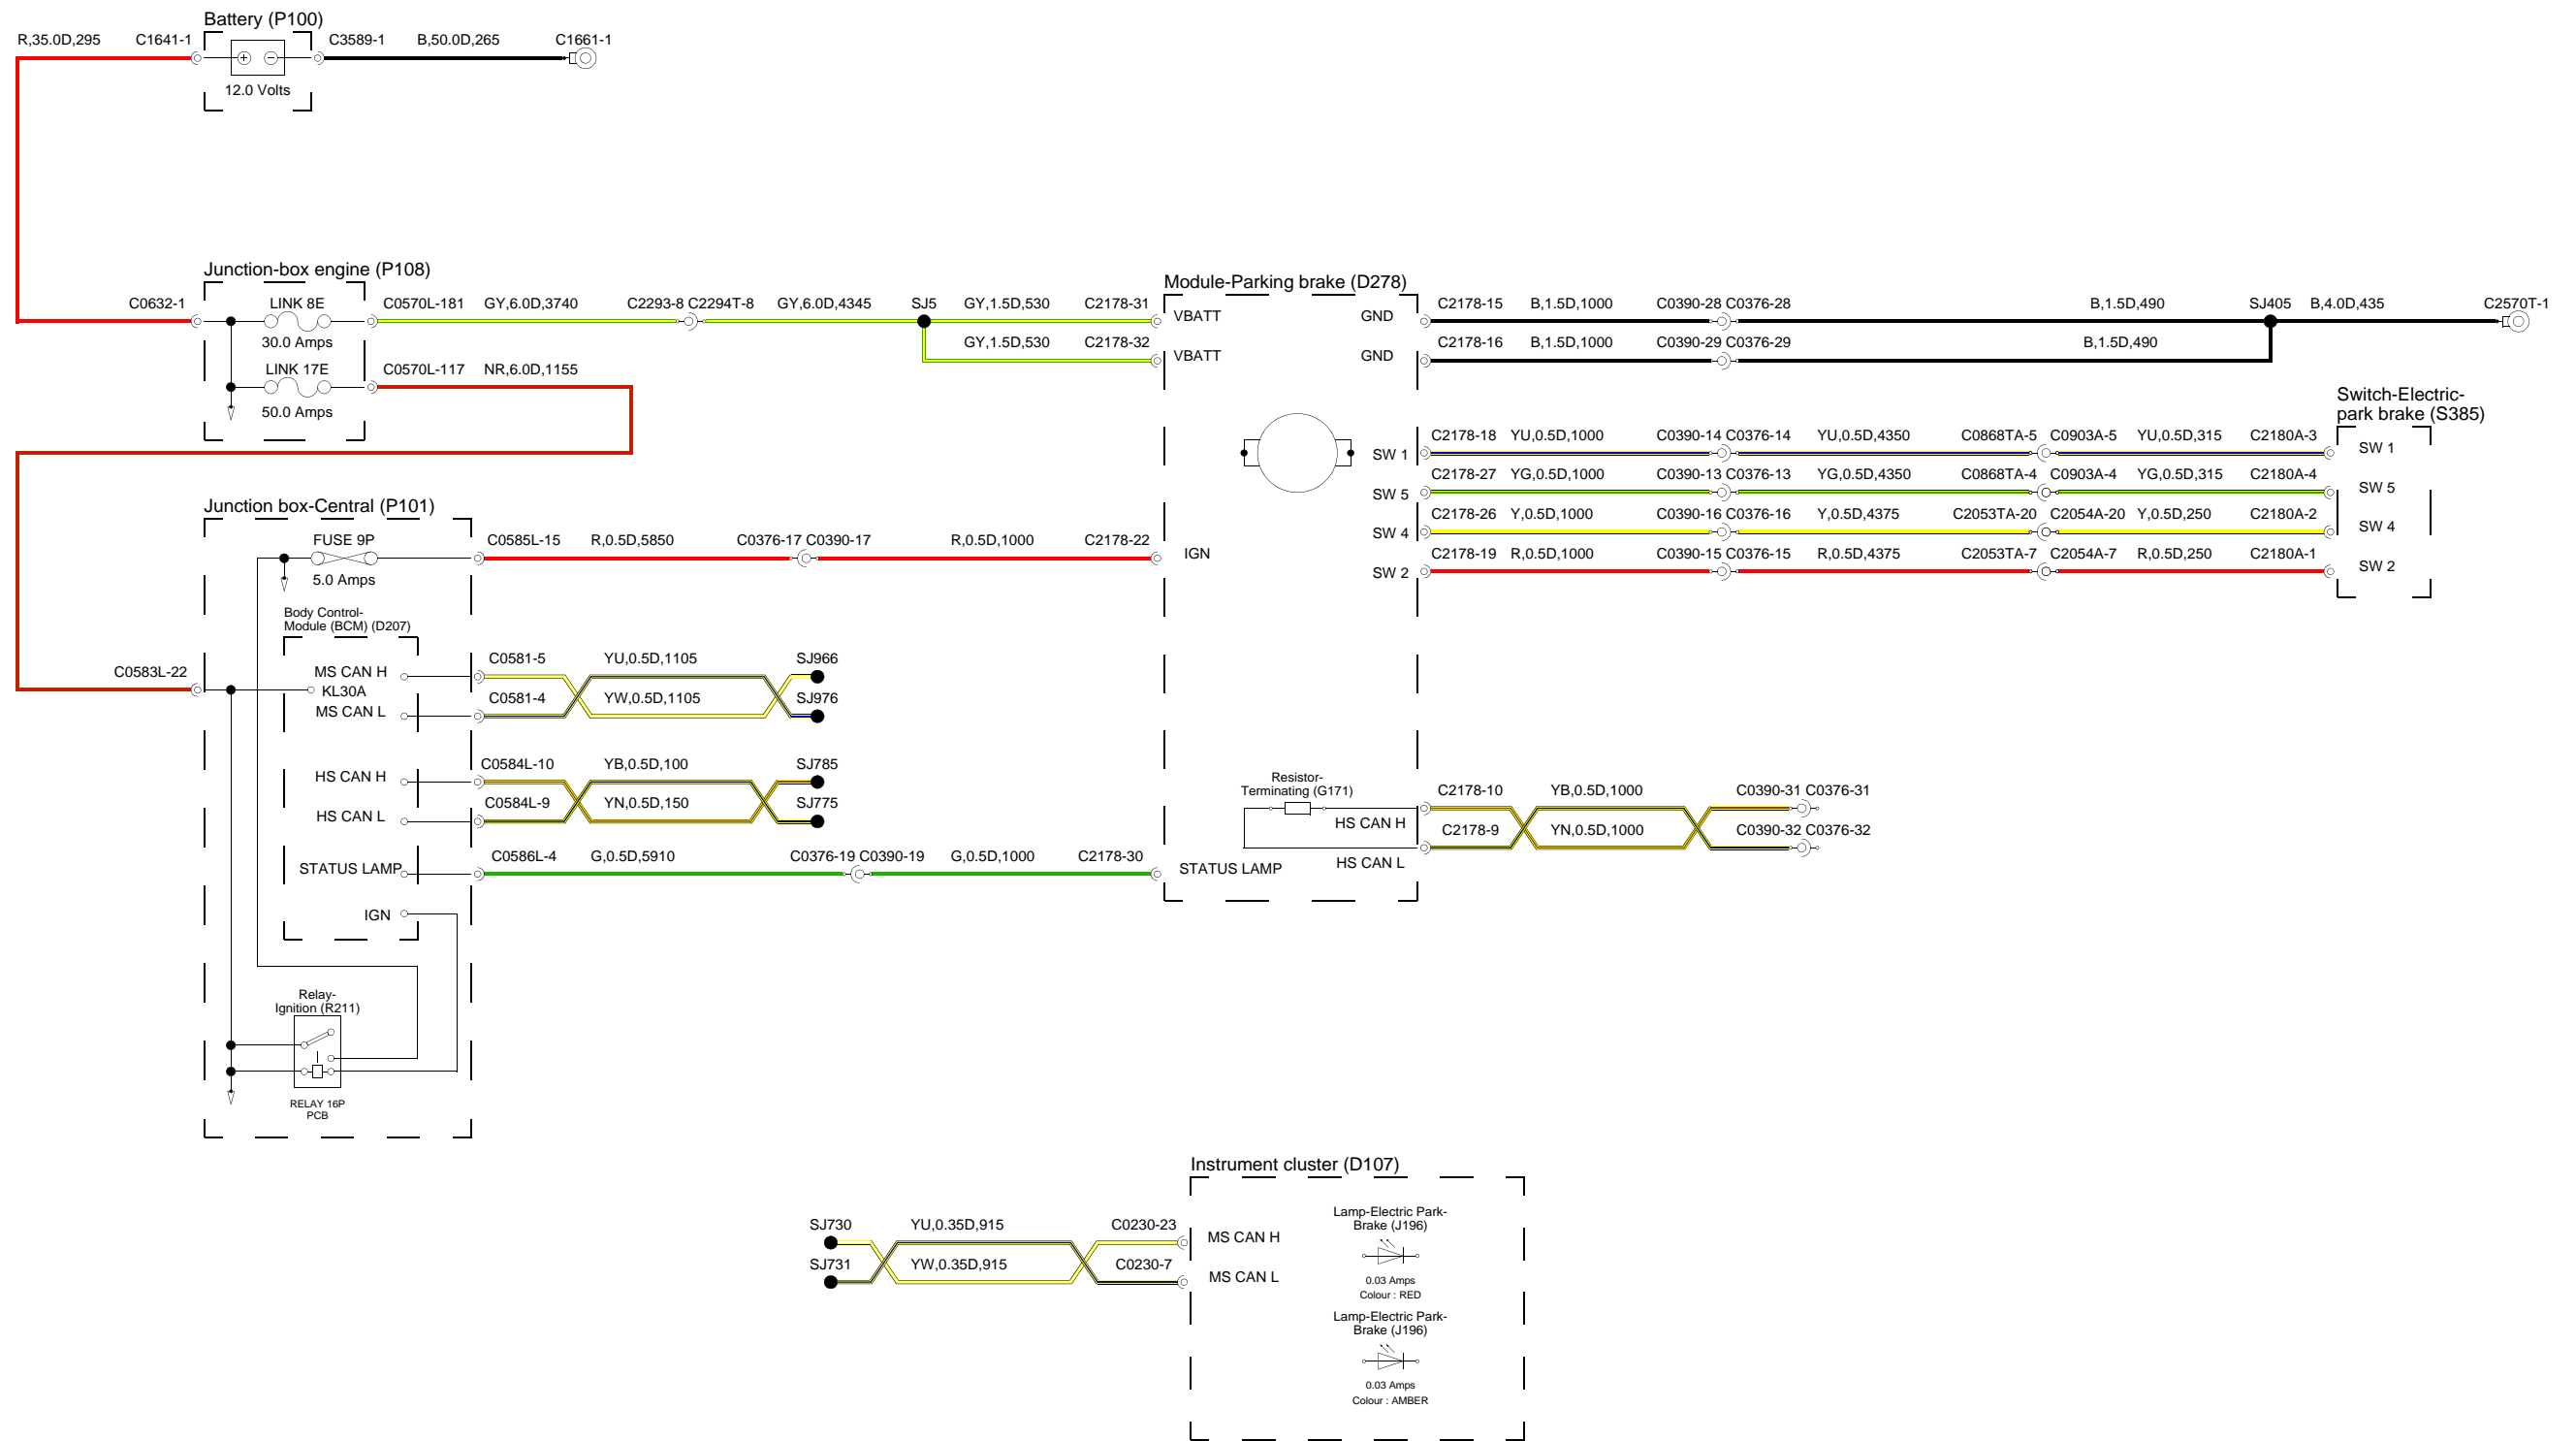 Battery (P100)
R,35.0D,295 C1641-1 C3589-1 B,50.0D,265 C1661-1
12.0 Volts
Junction-box engine (P108)
C0632-1 LINK 8E C0570L-181 GY,6.0D,3740 C2293-8 C2294T-8 GY,6.0D,4345 SJ5 GY,1.5D,530 C2178-31
30.0 Amps
GY,1.5D,530 C2178-32
LINK 17E C0570L-117 NR,6.0D,1155
50.0 Amps
Module-Parking brake (D278)
VBATT GND
VBATT GND
C2178-15 B,1.5D,1000 C0390-28 C0376-28 B,1.5D,490 SJ405 B,4.0D,435 C2570T-1
C2178-16 B,1.5D,1000 C0390-29 C0376-29 B,1.5D,490
Switch-Electric-
park brake (S385)
SW 1 C2178-18 YU,0.5D,1000 C0390-14 C0376-14 YU,0.5D,4350 C0868TA-5 C0903A-5 YU,0.5D,315 C2180A-3 SW 1
SW 5 C2178-27 YG,0.5D,1000 C0390-13 C0376-13 YG,0.5D,4350 C0868TA-4 C0903A-4 YG,0.5D,315 C2180A-4 SW 5
SW 4 C2178-26 Y,0.5D,1000 C0390-16 C0376-16 Y,0.5D,4375 C2053TA-20 C2054A-20 Y,0.5D,250 C2180A-2 SW 4
SW 2 C2178-19 R,0.5D,1000 C0390-15 C0376-15 R,0.5D,4375 C2053TA-7 C2054A-7 R,0.5D,250 C2180A-1 SW 2
Junction box-Central (P101)
FUSE 9P C0585L-15 R,0.5D,5850 C0376-17 C0390-17 R,0.5D,1000 C2178-22 IGN
5.0 Amps
Body Control-
Module (BCM) (D207)
C0583L-22
MS CAN H C0581-5 YU,0.5D,1105 SJ966
KL30A
MS CAN L C0581-4 YW,0.5D,1105 SJ976
HS CAN H C0584L-10 YB,0.5D,100 SJ785
HS CAN L C0584L-9 YN,0.5D,150 SJ775
STATUS LAMP C0586L-4 G,0.5D,5910 C0376-19 C0390-19 G,0.5D,1000 C2178-30 STATUS LAMP
IGN
Resistor-
Terminating (G171)
HS CAN H C2178-10 YB,0.5D,1000 C0390-31 C0376-31
HS CAN L C2178-9 YN,0.5D,1000 C0390-32 C0376-32
Relay-
Ignition (R211)
RELAY 16P
PCB
Instrument cluster (D107)
SJ730 YU,0.35D,915 C0230-23 MS CAN H
SJ731 YW,0.35D,915 C0230-7 MS CAN L
Lamp-Electric Park-
Brake (J196)
0.03 Amps
Colour : RED
Lamp-Electric Park-
Brake (J196)
0.03 Amps
Colour : AMBER